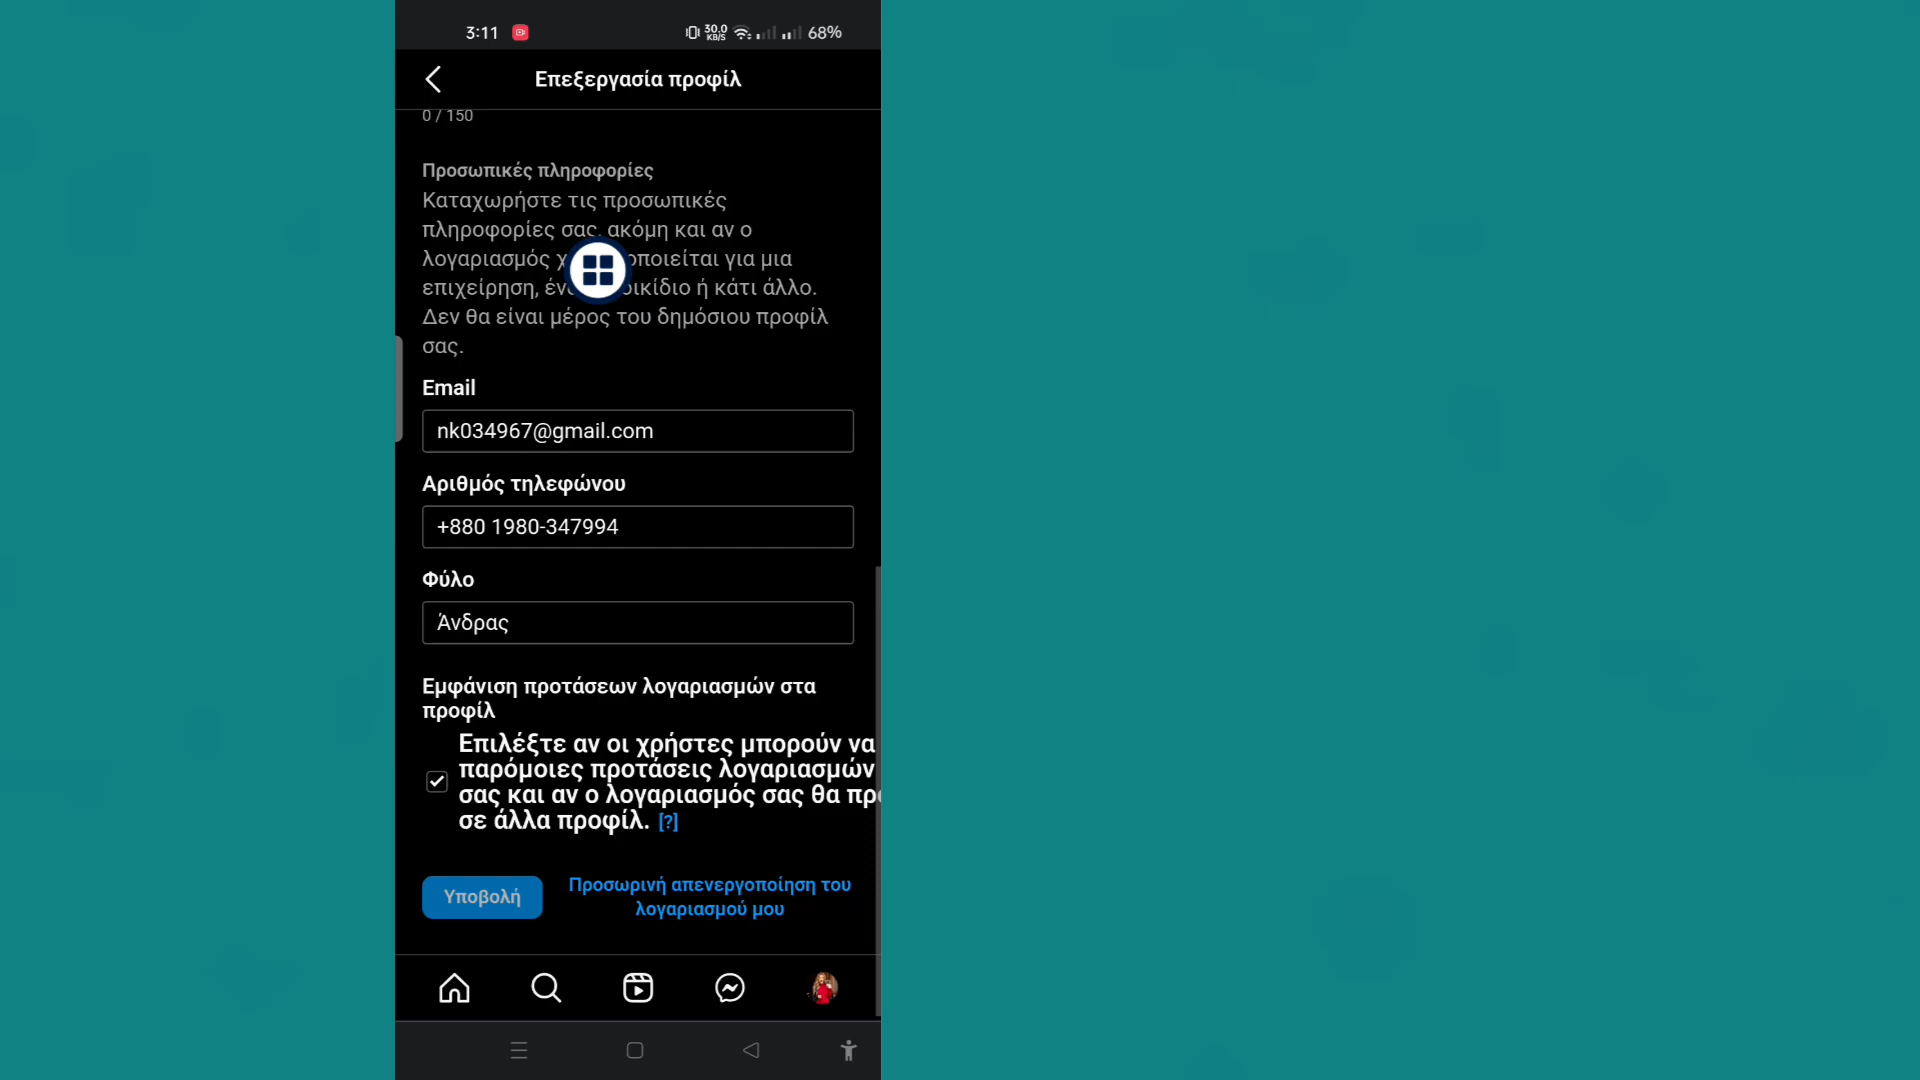 3:11
30.0
KB/S
68%
Επεξεργασία προφίλ
0 / 150
Προσωπικές πληροφορίες
Καταχωρήστε τις προσωπικές
πληροφορίες σας, ακόμη και αν ο
λογαριασμός για μια
επιχείρηση, ή κάτι άλλο.
Δεν θα είναι μέρος του δημόσιου προφίλ
σας.
Email
nk034967@gmail.com
Αριθμός τηλεφώνου
+880 1980-347994
Φύλο
Άνδρας
Εμφάνιση προτάσεων λογαριασμών στα
προφίλ
Επιλέξτε αν οι χρήστες μπορούν να
παρόμοιες προτάσεις λογαριασμών
σας και αν ο λογαριασμός σας θα
σε άλλα προφίλ. [?]
Υποβολή
Προσωρινή απενεργοποίηση του
λογαριασμού μου